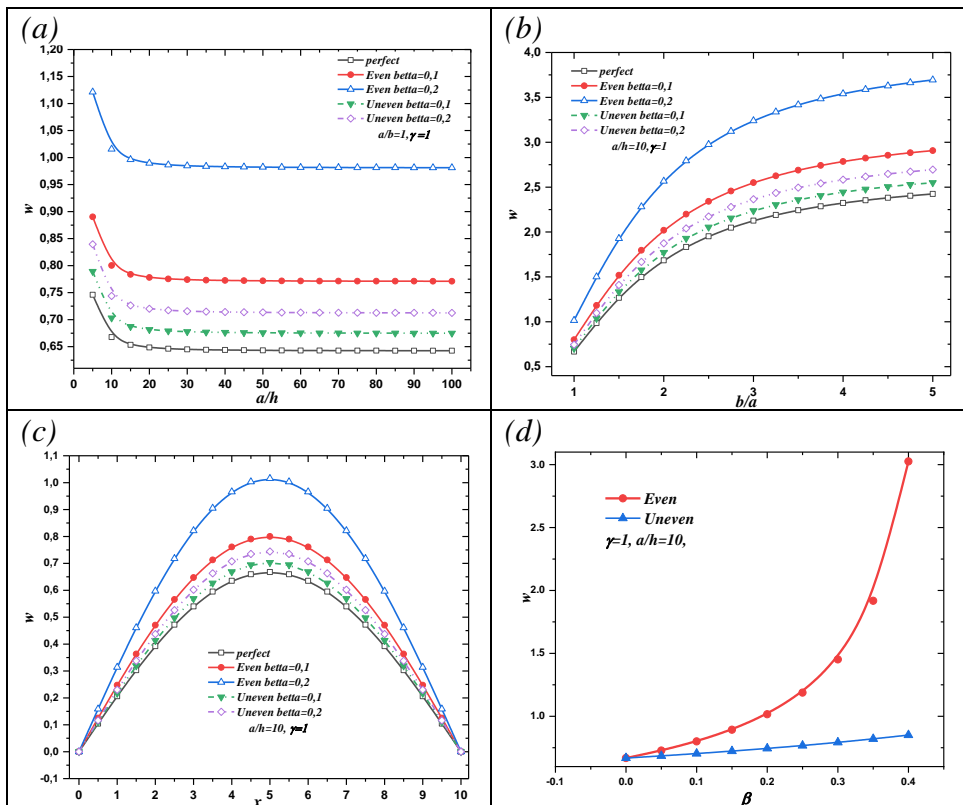 (a)
1,20
1,15
1,10
1,05
1,00
0,95
0,90
0,85
0,80
0,75
0,70
0,65
w
perfect
Even betta=0,1
Even betta=0,2
Uneven betta=0,1
Uneven betta=0,2
a/b=1,γ=1
0 10 20 30 40 50 60 70 80 90 100
a/h
(b)
4,0
3,5
3,0
2,5
2,0
1,5
1,0
0,5
w
perfect
Even betta=0,1
Even betta=0,2
Uneven betta=0,1
Uneven betta=0,2
a/h=10,γ=1
1 2 3 4 5
b/a
(c)
1,1
1,0
0,9
0,8
0,7
0,6
0,5
0,4
0,3
0,2
0,1
0,0
-0,1
w
perfect
Even betta=0,1
Even betta=0,2
Uneven betta=0,1
Uneven betta=0,2
a/h=10, γ=1
0 1 2 3 4 5 6 7 8 9 10
x
(d)
3.0
2.5
2.0
1.5
1.0
w
Even
Uneven
γ=1, a/h=10,
-0.1 0.0 0.1 0.2 0.3 0.4
β